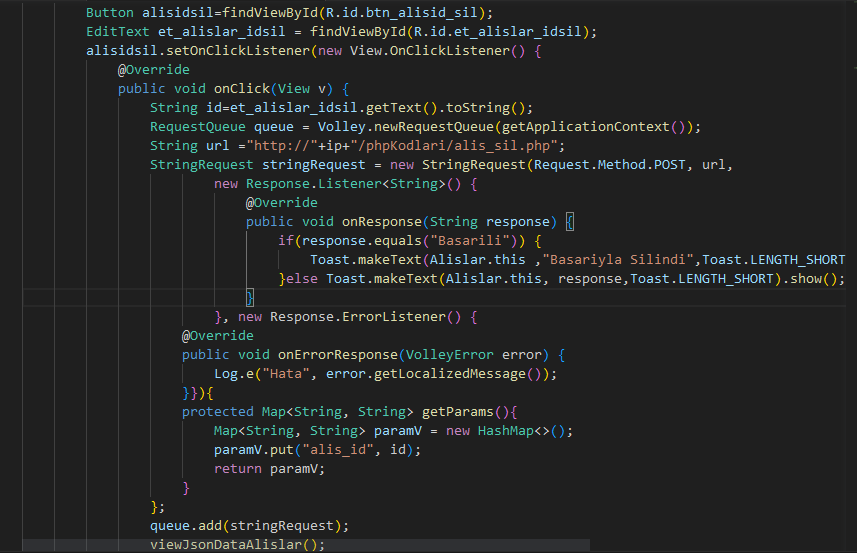 Button alisidsil=findViewById(R.id.btn_alisid_sil);
EditText et_alislar_idsil = findViewById(R.id.et_alislar_idsil);
alisidsil.setOnClickListener(new View.OnClickListener() {
@Override
public void onClick(View v) {
String id=et_alislar_idsil.getText().toString();
RequestQueue queue = Volley.newRequestQueue(getApplicationContext());
String url ="http://"+ip+"/phpKodlari/alis_sil.php";
StringRequest stringRequest = new StringRequest(Request.Method.POST, url,
new Response.Listener<String>() {
@Override
public void onResponse(String response) {
if(response.equals("Basarili")) {
Toast.makeText(Alislar.this ,"Basariyla Silindi",Toast.LENGTH_SHORT
}else Toast.makeText(Alislar.this, response,Toast.LENGTH_SHORT).show();
}
}, new Response.ErrorListener() {
@Override
public void onErrorResponse(VolleyError error) {
Log.e("Hata", error.getLocalizedMessage());
}}){
protected Map<String, String> getParams(){
Map<String, String> paramV = new HashMap<>();
paramV.put("alis_id", id);
return paramV;
}
};
queue.add(stringRequest);
viewJsonDataAlislar();